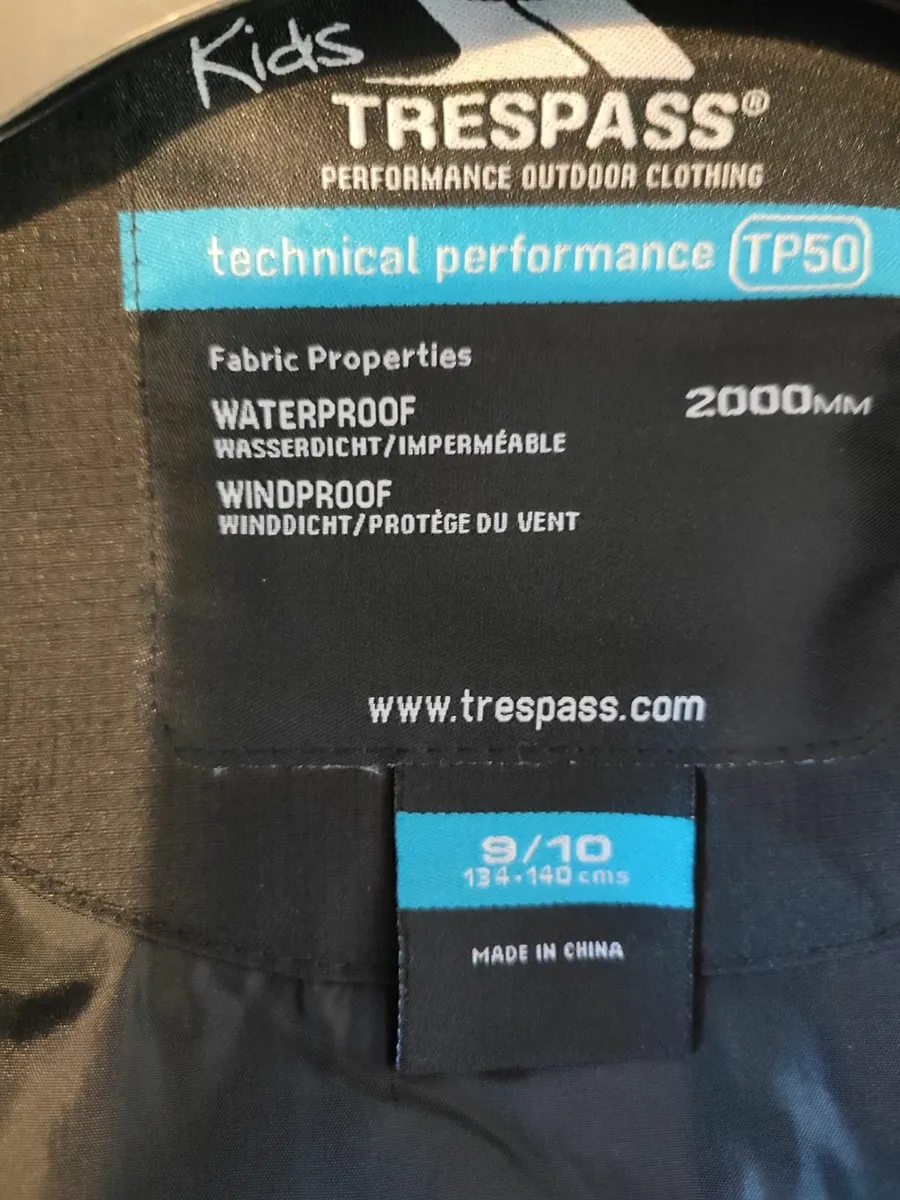 Kids
TRESPASS®
PERFORMANCE OUTDOOR CLOTHING
technical performance TP50
Fabric Properties
WATERPROOF 2000MM
WASSERDICHT/IMPERMÉABLE
WINDPROOF
WINDDICHT/PROTÈGE DU VENT
www.trespass.com
9/10
134-140 cms
MADE IN CHINA